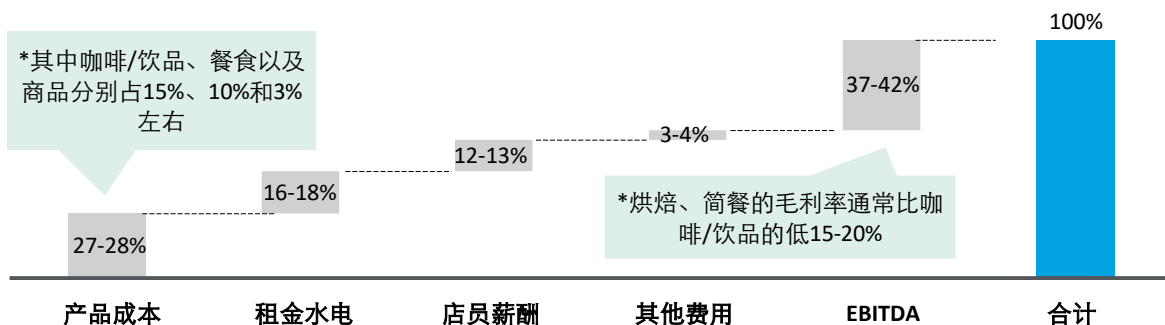 100%
*其中咖啡/饮品、餐食以及
商品分别占15%、10%和3%
左右
37-42%
3-4%
12-13%
16-18%
*烘焙、简餐的毛利率通常比咖
啡/饮品的低15-20%
27-28%
产品成本
租金水电
店员薪酬
其他费用
EBITDA
合计